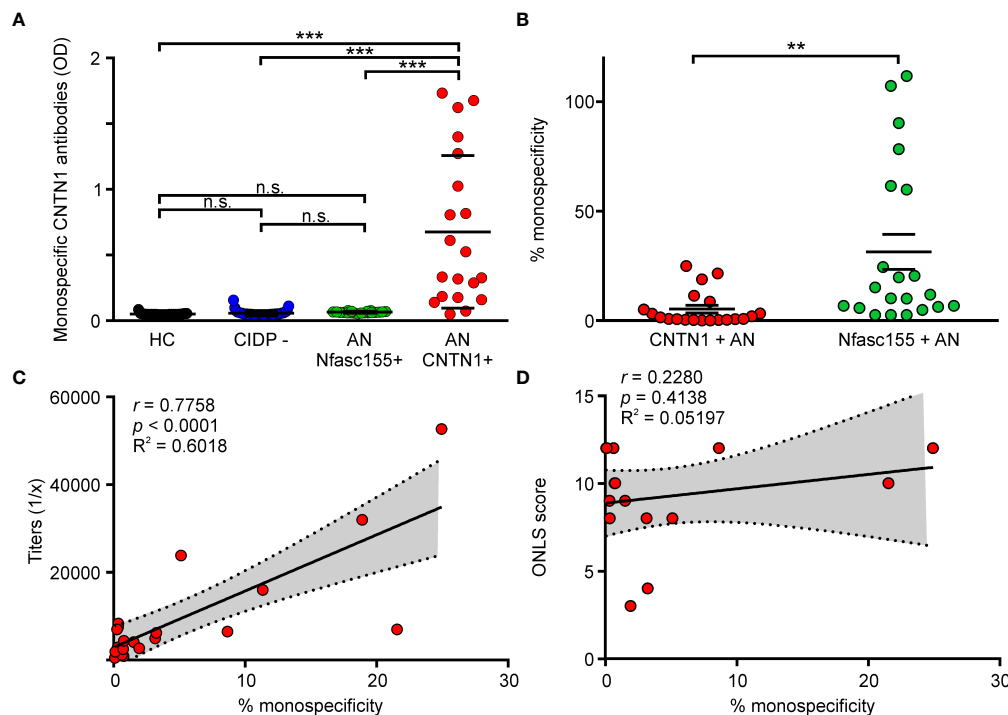 A
Monospecific CNTN1 antibodies (OD)
2
1
0
***
***
***
n.s.
n.s.
n.s.
HC
CIDP -
AN
Nfasc155+
AN
CNTN1+
B
% monospecificity
100
50
0
**
CNTN1 + AN
Nfasc155 + AN
C
r = 0.7758
p < 0.0001
R² = 0.6018
Titers (1/x)
60000
40000
20000
0
10
20
30
% monospecificity
D
r = 0.2280
p = 0.4138
R² = 0.05197
ONLS score
15
10
5
0
0
10
20
30
% monospecificity